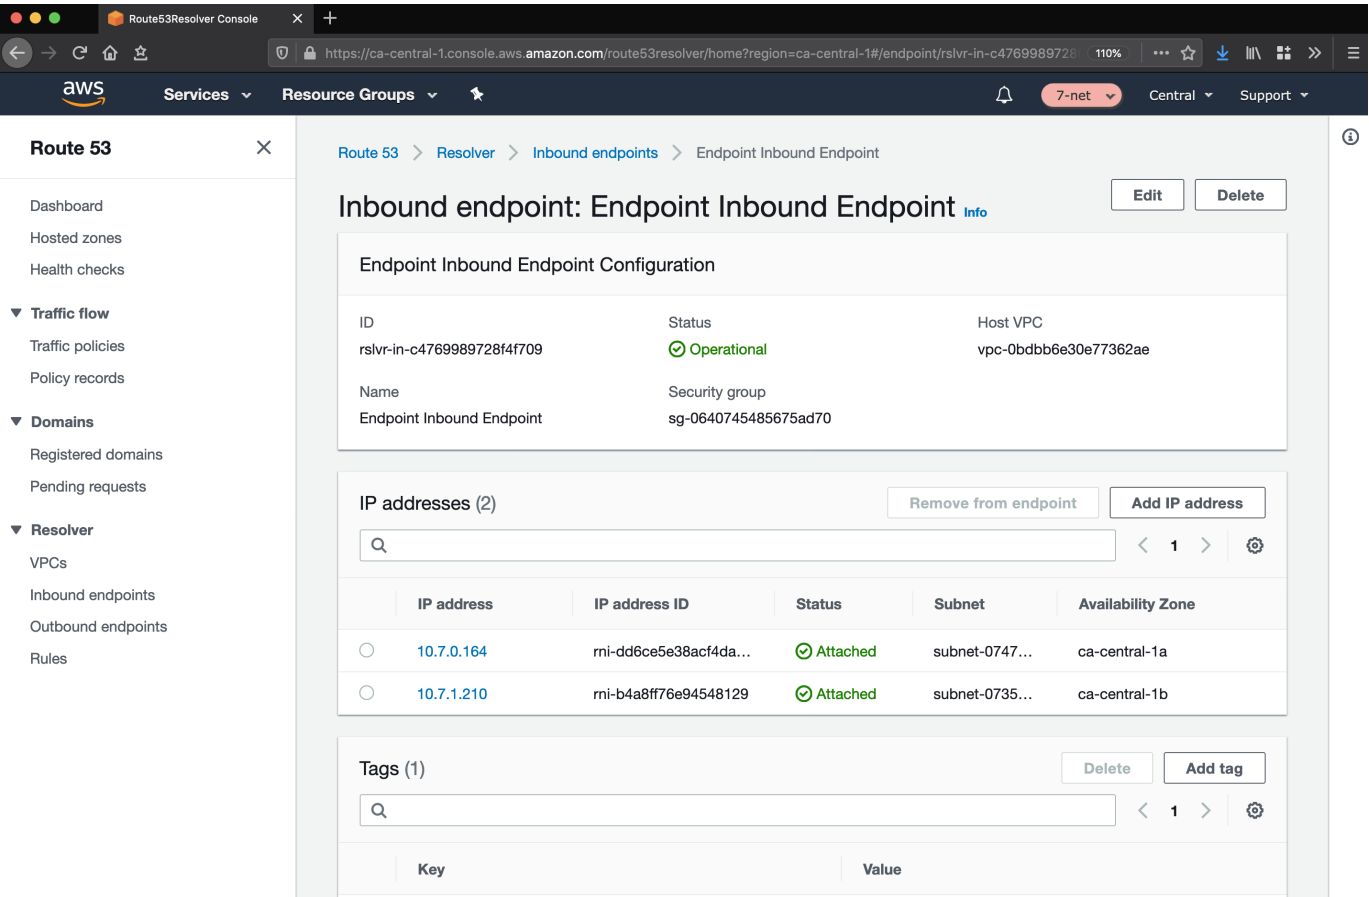 Route53Resolver Console
https://ca-central-1.console.aws.amazon.com/route53resolver/home?region=ca-central-1#/endpoint/rslvr-in-c4769989728 110%
aws Services Resource Groups 7-net Central Support
Route 53
Dashboard
Hosted zones
Health checks
Traffic flow
Traffic policies
Policy records
Domains
Registered domains
Pending requests
Resolver
VPCs
Inbound endpoints
Outbound endpoints
Rules
Route 53 > Resolver > Inbound endpoints > Endpoint Inbound Endpoint
Inbound endpoint: Endpoint Inbound Endpoint Info
Edit Delete
Endpoint Inbound Endpoint Configuration
ID Status Host VPC
rslvr-in-c4769989728f4f709 Operational vpc-0bdbb6e30e77362ae
Name Security group
Endpoint Inbound Endpoint sg-0640745485675ad70
IP addresses (2) Remove from endpoint Add IP address
1
IP address IP address ID Status Subnet Availability Zone
10.7.0.164 rni-dd6ce5e38acf4da... Attached subnet-0747... ca-central-1a
10.7.1.210 rni-b4a8ff76e94548129 Attached subnet-0735... ca-central-1b
Tags (1) Delete Add tag
1
Key Value